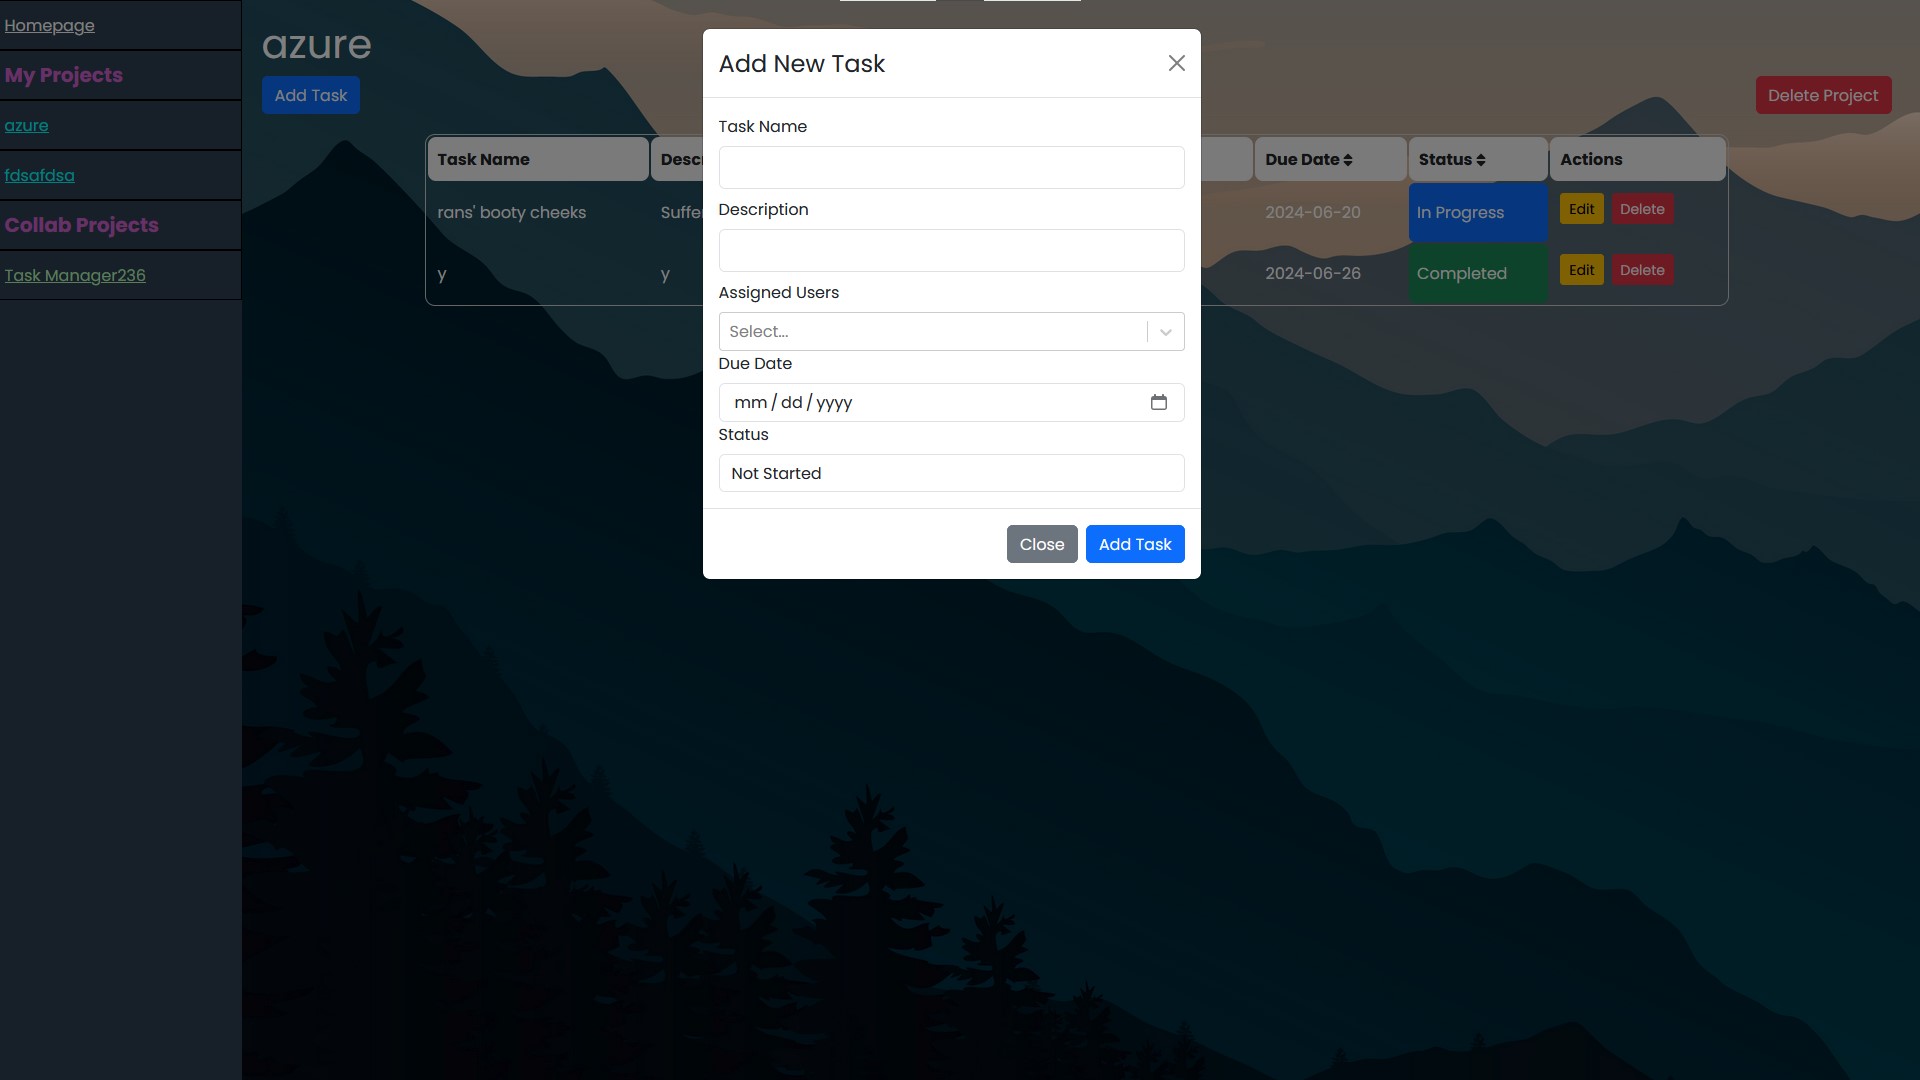 Homepage
My Projects
azure
fdsafdsa
Collab Projects
Task Manager236
azure
Add Task
Delete Project
Task Name Due Date Status Actions
rans' booty cheeks 2024-06-20 In Progress Edit Delete
y y 2024-06-26 Completed Edit Delete
Add New Task
Task Name
Description
Assigned Users
Select...
Due Date
mm / dd / yyyy
Status
Not Started
Close Add Task